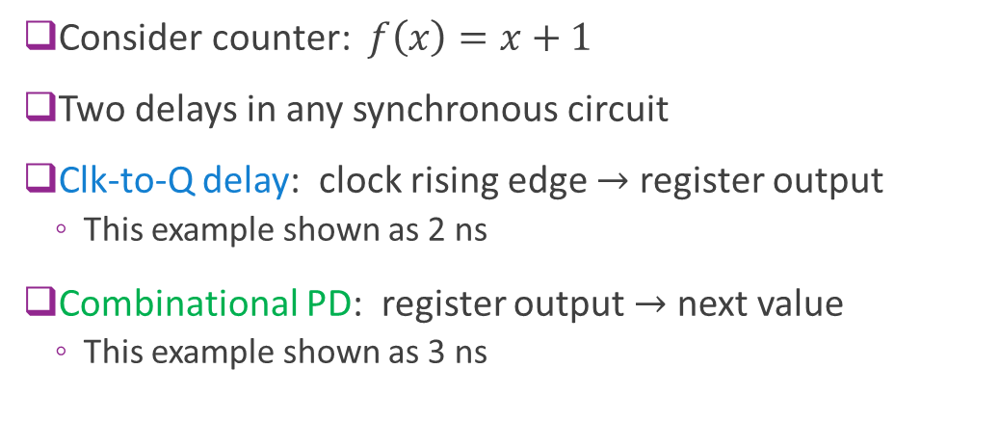 ❑Consider counter: f(x) = x + 1
❑Two delays in any synchronous circuit
❑Clk-to-Q delay: clock rising edge → register output
◦ This example shown as 2 ns
❑Combinational PD: register output → next value
◦ This example shown as 3 ns